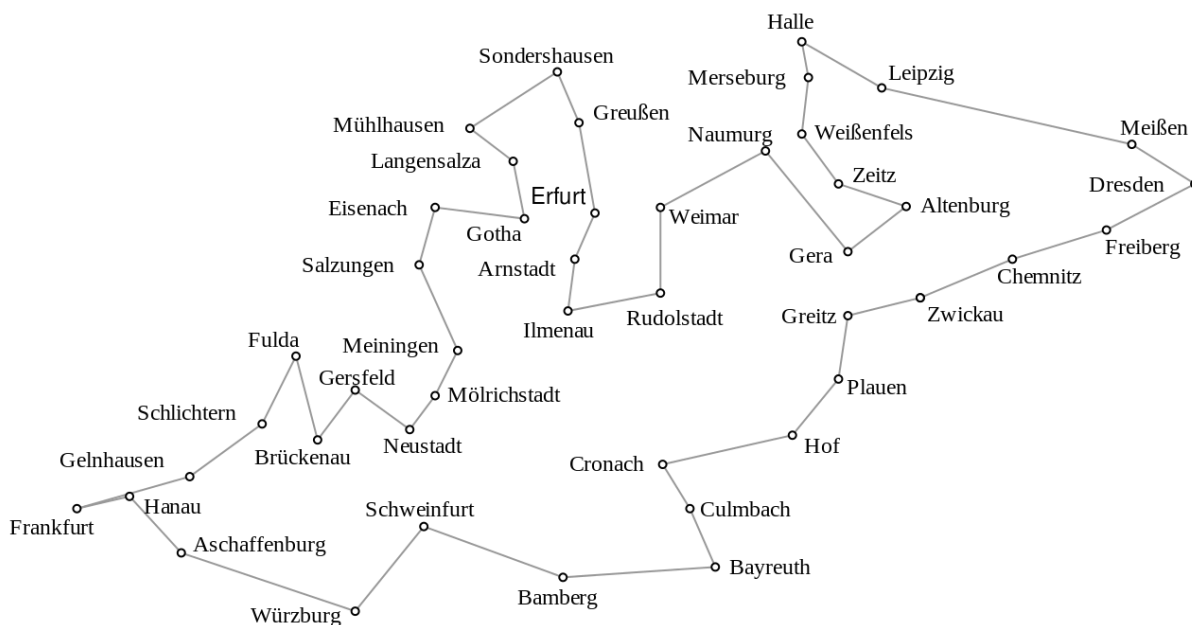 Halle
Sondershausen
Leipzig
Merseburg
Greußen
Mühlhausen
Naumurg
Weißenfels
Meißen
Langensalza
Zeitz
Dresden
Erfurt
Eisenach
Weimar
Altenburg
Gotha
Freiberg
Gera
Salzungen
Arnstadt
Chemnitz
Zwickau
Greitz
Rudolstadt
Ilmenau
Fulda
Meiningen
Gersfeld
Plauen
Mölrichstadt
Schlichtern
Neustadt
Hof
Brückenau
Gelnhausen
Cronach
Hanau
Culmbach
Schweinfurt
Frankfurt
Aschaffenburg
Bayreuth
Bamberg
Würzburg